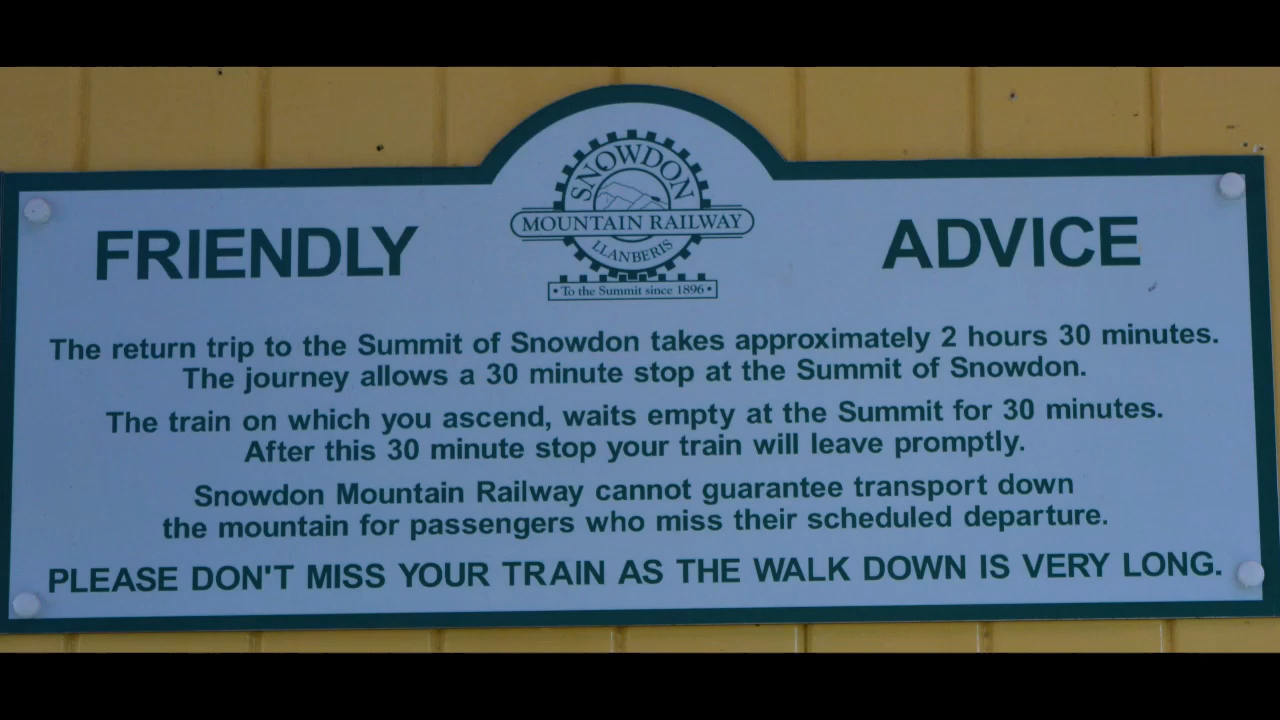 FRIENDLY ADVICE
SNOWDON
MOUNTAIN RAILWAY
LLANBERIS
• To the Summit since 1896 •
The return trip to the Summit of Snowdon takes approximately 2 hours 30 minutes.
The journey allows a 30 minute stop at the Summit of Snowdon.
The train on which you ascend, waits empty at the Summit for 30 minutes.
After this 30 minute stop your train will leave promptly.
Snowdon Mountain Railway cannot guarantee transport down
the mountain for passengers who miss their scheduled departure.
PLEASE DON'T MISS YOUR TRAIN AS THE WALK DOWN IS VERY LONG.